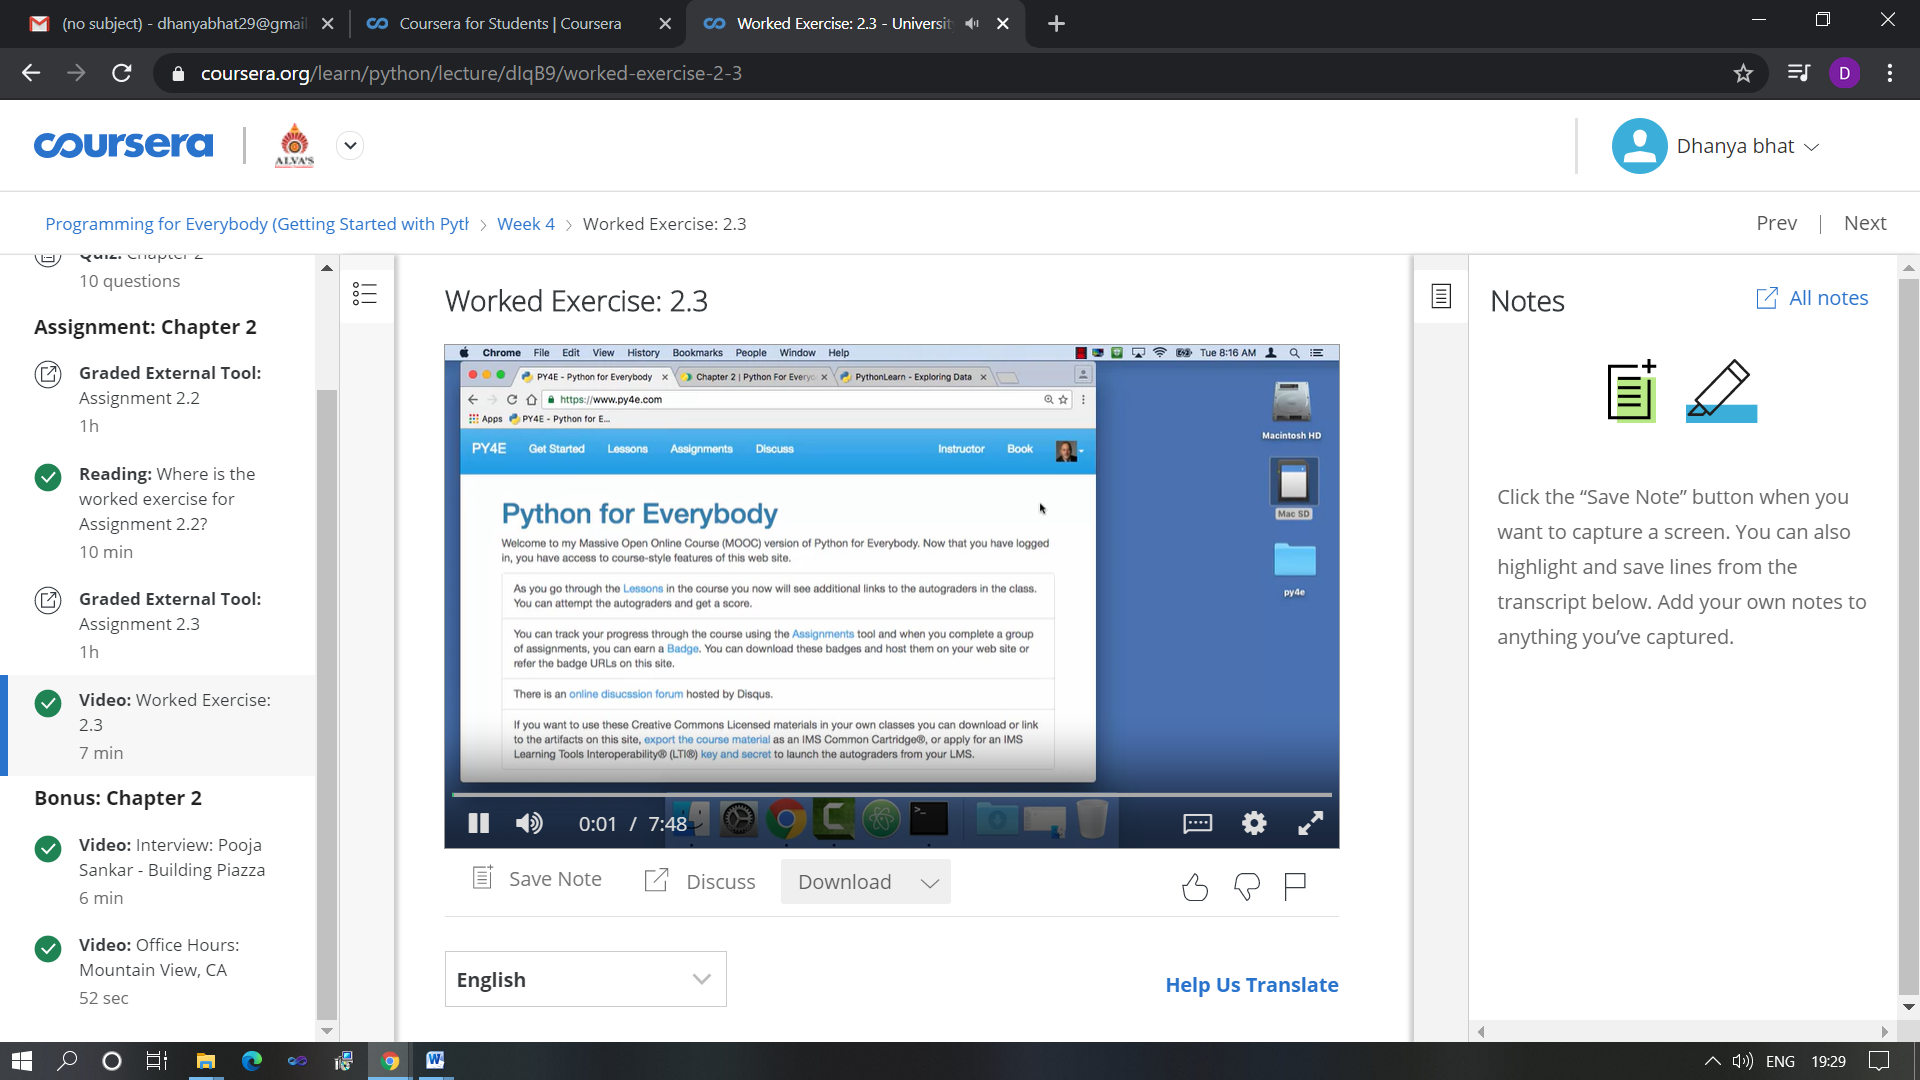 (no subject) - dhanyabhat29@gmai
Coursera for Students | Coursera
Worked Exercise: 2.3 - Universit
coursera.org/learn/python/lecture/dIqB9/worked-exercise-2-3
D
coursera
ALVA'S
Dhanya bhat
Programming for Everybody (Getting Started with Pyth
Week 4
Worked Exercise: 2.3
Prev
Next
Quiz: Chapter 2
10 questions
Assignment: Chapter 2
Graded External Tool:
Assignment 2.2
1h
Reading: Where is the
worked exercise for
Assignment 2.2?
10 min
Graded External Tool:
Assignment 2.3
1h
Video: Worked Exercise:
2.3
7 min
Bonus: Chapter 2
Video: Interview: Pooja
Sankar - Building Piazza
6 min
Video: Office Hours:
Mountain View, CA
52 sec
Worked Exercise: 2.3
Chrome File Edit View History Bookmarks People Window Help
Tue 8:16 AM
PY4E - Python for Everybody
Chapter 2 | Python For Everyo
PythonLearn - Exploring Data
https://www.py4e.com
Apps
PY4E - Python for E...
PY4E Get Started Lessons Assignments Discuss Instructor Book
Python for Everybody
Welcome to my Massive Open Online Course (MOOC) version of Python for Everybody. Now that you have logged
in, you have access to course-style features of this web site.
As you go through the Lessons in the course you now will see additional links to the autograders in the class.
You can attempt the autograders and get a score.
You can track your progress through the course using the Assignments tool and when you complete a group
of assignments, you can earn a Badge. You can download these badges and host them on your web site or
refer the badge URLs on this site.
There is an online disucssion forum hosted by Disqus.
If you want to use these Creative Commons Licensed materials in your own classes you can download or link
to the artifacts on this site, export the course material as an IMS Common Cartridge®, or apply for an IMS
Learning Tools Interoperability® (LTI®) key and secret to launch the autograders from your LMS.
Macintosh HD
Mac SD
py4e
0:01 / 7:48
Save Note
Discuss
Download
English
Help Us Translate
Notes
All notes
Click the “Save Note” button when you
want to capture a screen. You can also
highlight and save lines from the
transcript below. Add your own notes to
anything you’ve captured.
ENG
19:29